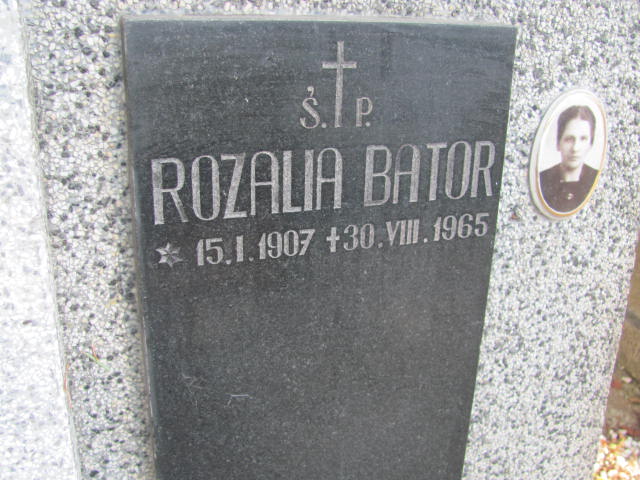 Ś. P.
ROZALIA BATOR
* 15.I.1907 + 30.VIII.1965